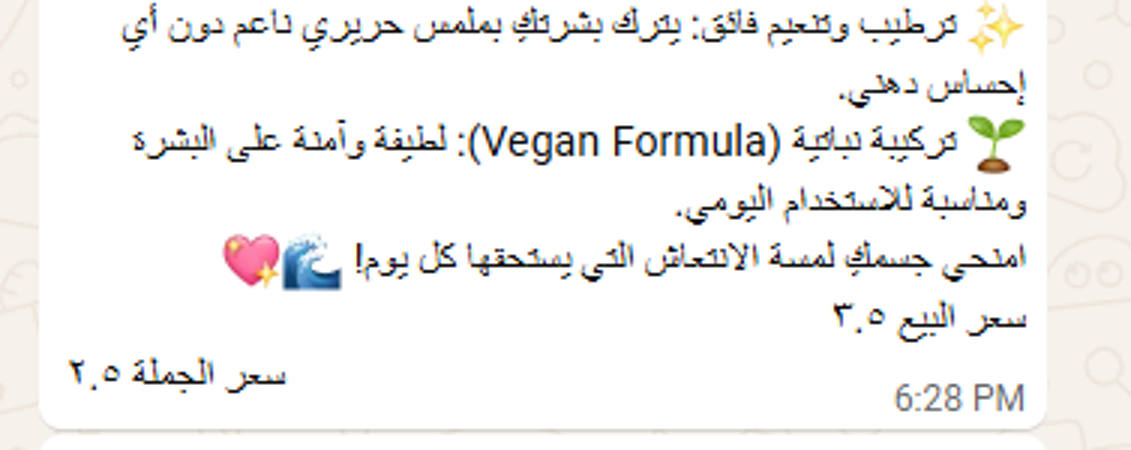 ✨ ترطيب وتنعيم فائق: يترك بشرتكِ بملمس حريري ناعم دون أي
إحساس دهني.
🌱 تركيبة نباتية (Vegan Formula): لطيفة وآمنة على البشرة
ومناسبة للاستخدام اليومي.
امنحي جسمكِ لمسة الانتعاش التي يستحقها كل يوم! 🌊💖
سعر البيع ٣.٥
سعر الجملة ٢.٥
6:28 PM